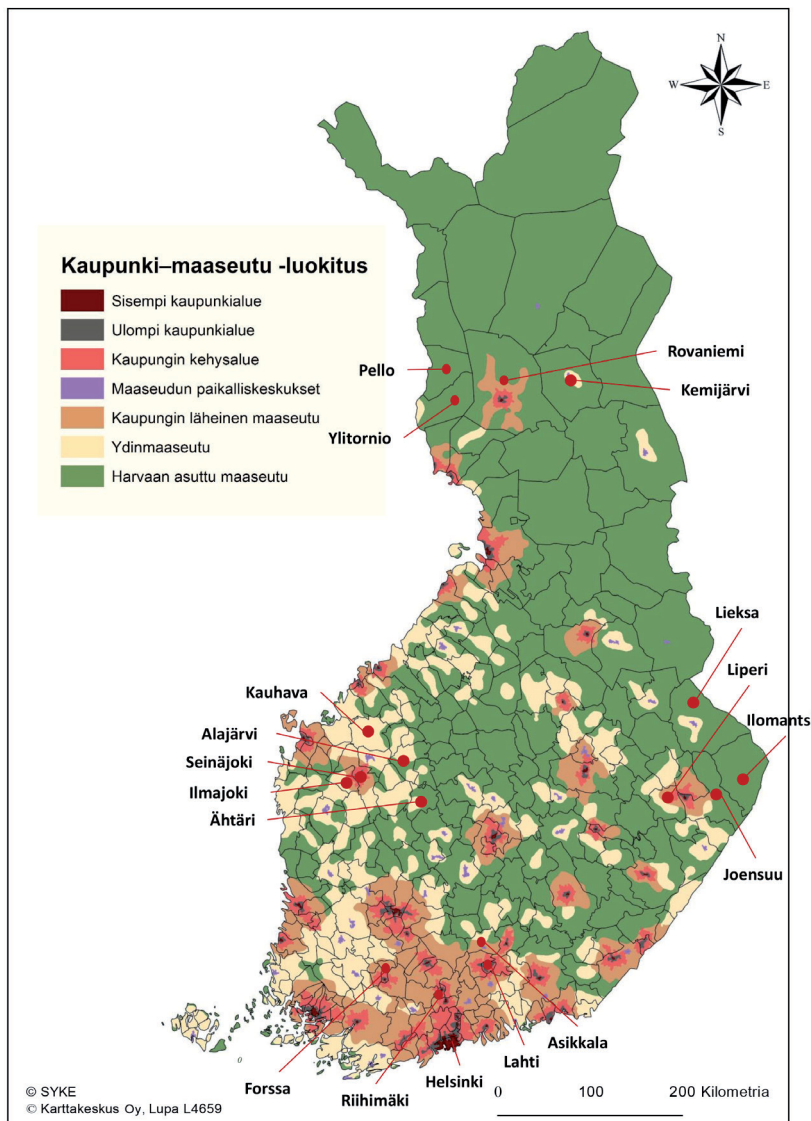 N
W E
S
Kaupunki–maaseutu -luokitus
Sisempi kaupunkialue
Ulompi kaupunkialue
Kaupungin kehysalue
Maaseudun paikalliskeskukset
Kaupungin läheinen maaseutu
Ydinmaaseutu
Harvaan asuttu maaseutu
Rovaniemi
Pello
Kemijärvi
Ylitornio
Lieksa
Liperi
Kauhava
Ilomants
Alajärvi
Seinäjoki
Ilmajoki
Ähtäri
Joensuu
Asikkala
Lahti
Helsinki
Forssa
Riihimäki
0
© SYKE
© Karttakeskus Oy, Lupa L4659
0 100 200 Kilometria